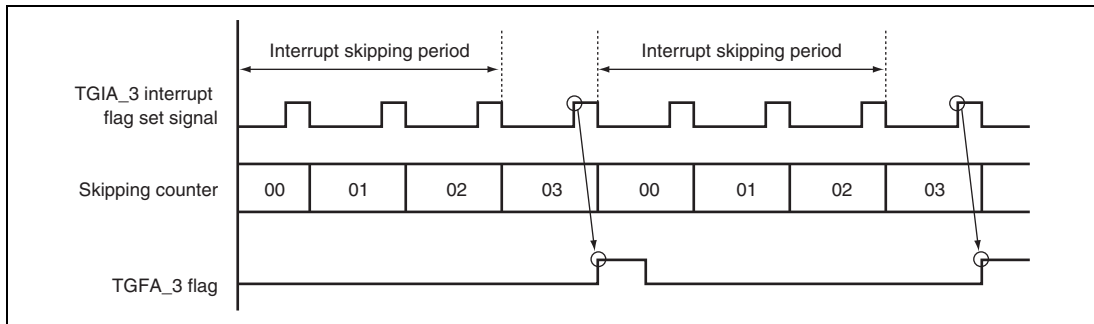 Interrupt skipping period Interrupt skipping period
TGIA_3 interrupt
flag set signal
Skipping counter 00 01 02 03 00 01 02 03
TGFA_3 flag